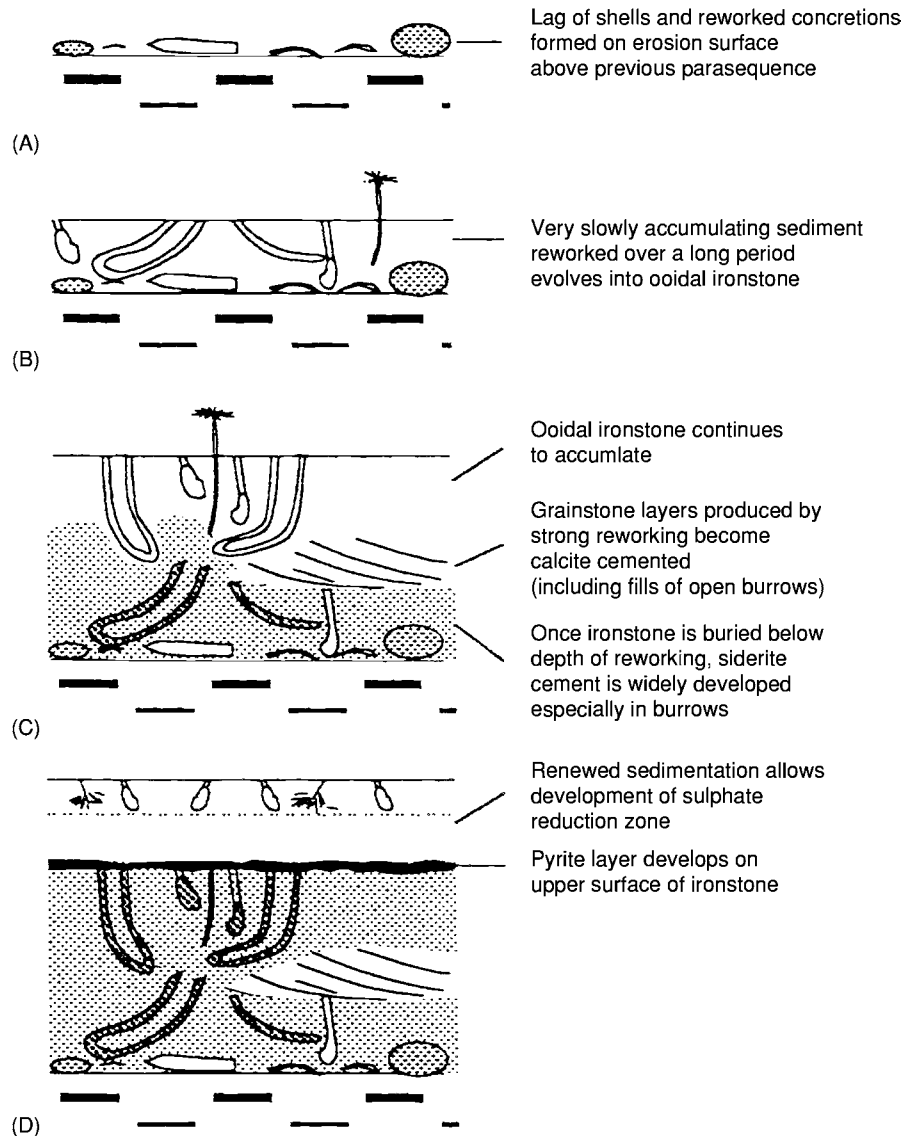 Lag of shells and reworked concretions
formed on erosion surface
above previous parasequence
(A)
Very slowly accumulating sediment
reworked over a long period
evolves into ooidal ironstone
(B)
Ooidal ironstone continues
to accumlate
Grainstone layers produced by
strong reworking become
calcite cemented
(including fills of open burrows)
Once ironstone is buried below
depth of reworking, siderite
cement is widely developed
especially in burrows
(C)
Renewed sedimentation allows
development of sulphate
reduction zone
Pyrite layer develops on
upper surface of ironstone
(D)